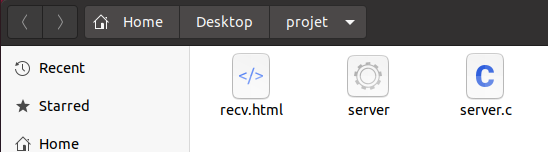 Home Desktop projet
Recent
Starred
Home
</> recv.html
server
C server.c